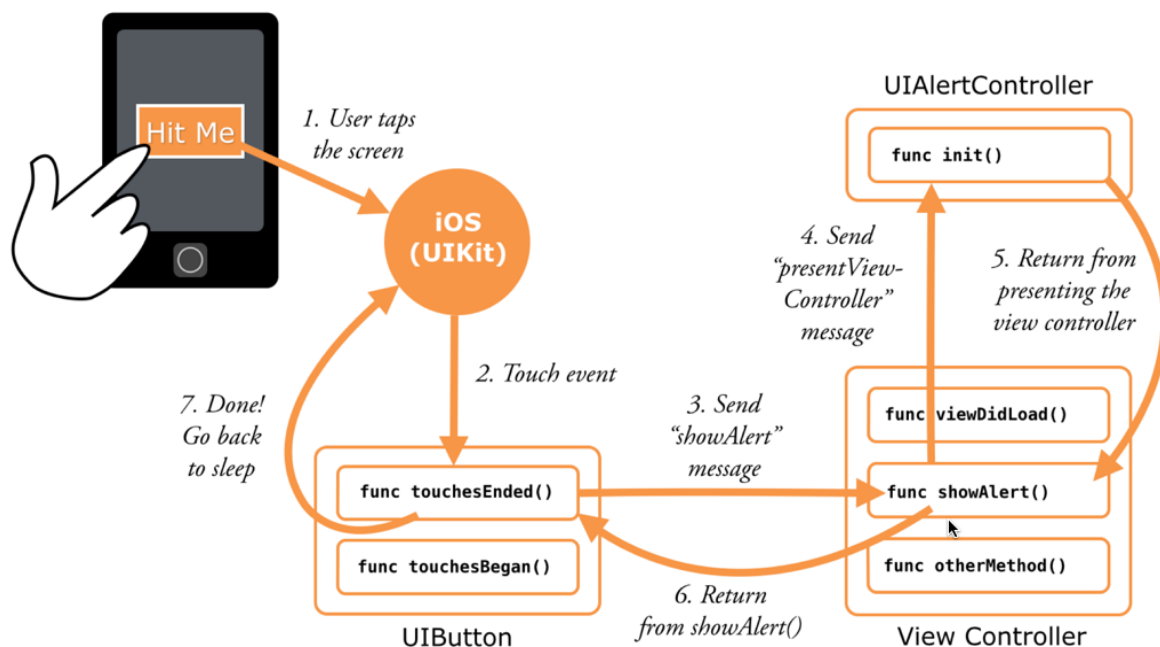 Hit Me
1. User taps
the screen
iOS
(UIKit)
2. Touch event
7. Done!
Go back
to sleep
func touchesEnded()
func touchesBegan()
UIButton
3. Send
“showAlert”
message
UIAlertController
func init()
4. Send
“presentView-
Controller”
message
5. Return from
presenting the
view controller
func viewDidLoad()
func showAlert()
func otherMethod()
View Controller
6. Return
from showAlert()